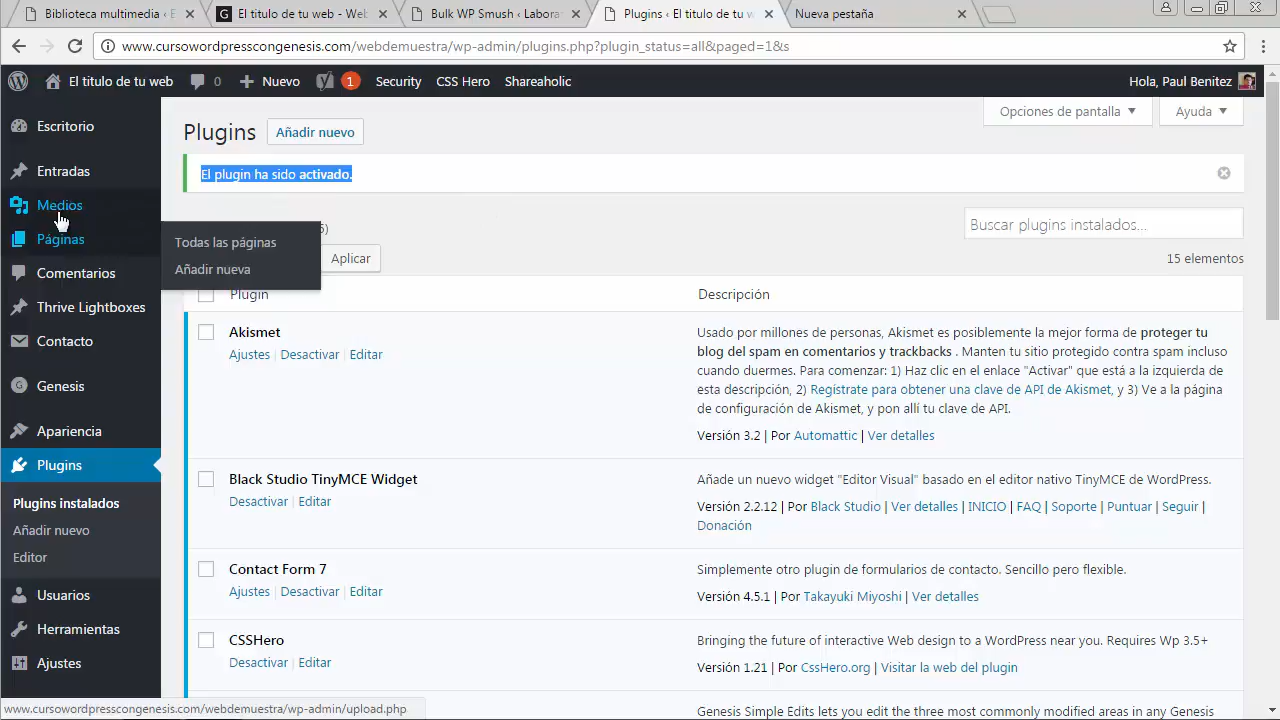 Biblioteca multimedia ‹ E
El titulo de tu web - Web
Bulk WP Smush ‹ Labora
Plugins ‹ El titulo de tu w
Nueva pestaña
www.cursowordpresscongenesis.com/webdemuestra/wp-admin/plugins.php?plugin_status=all&paged=1&s
El titulo de tu web
0
Nuevo
1
Security
CSS Hero
Shareaholic
Hola, Paul Benitez
Escritorio
Entradas
Medios
Páginas
Todas las páginas
Añadir nueva
Comentarios
Thrive Lightboxes
Contacto
Genesis
Apariencia
Plugins
Plugins instalados
Añadir nuevo
Editor
Usuarios
Herramientas
Ajustes
Opciones de pantalla
Ayuda
Plugins
Añadir nuevo
El plugin ha sido activado.
5)
Buscar plugins instalados...
Aplicar
15 elementos
Plugin
Descripción
Akismet
Ajustes | Desactivar | Editar
Usado por millones de personas, Akismet es posiblemente la mejor forma de proteger tu
blog del spam en comentarios y trackbacks . Manten tu sitio protegido contra spam incluso
cuando duermes. Para comenzar: 1) Haz clic en el enlace "Activar" que está a la izquierda de
esta descripción, 2) Regístrate para obtener una clave de API de Akismet, y 3) Ve a la página
de configuración de Akismet, y pon allí tu clave de API.
Versión 3.2 | Por Automattic | Ver detalles
Black Studio TinyMCE Widget
Desactivar | Editar
Añade un nuevo widget "Editor Visual" basado en el editor nativo TinyMCE de WordPress.
Versión 2.2.12 | Por Black Studio | Ver detalles | INICIO | FAQ | Soporte | Puntuar | Seguir |
Donación
Contact Form 7
Ajustes | Desactivar | Editar
Simplemente otro plugin de formularios de contacto. Sencillo pero flexible.
Versión 4.5.1 | Por Takayuki Miyoshi | Ver detalles
CSSHero
Desactivar | Editar
Bringing the future of interactive Web design to a WordPress near you. Requires Wp 3.5+
Versión 1.21 | Por CssHero.org | Visitar la web del plugin
Genesis Simple Edits lets you edit the three most commonly modified areas in any Genesis
www.cursowordpresscongenesis.com/webdemuestra/wp-admin/upload.php